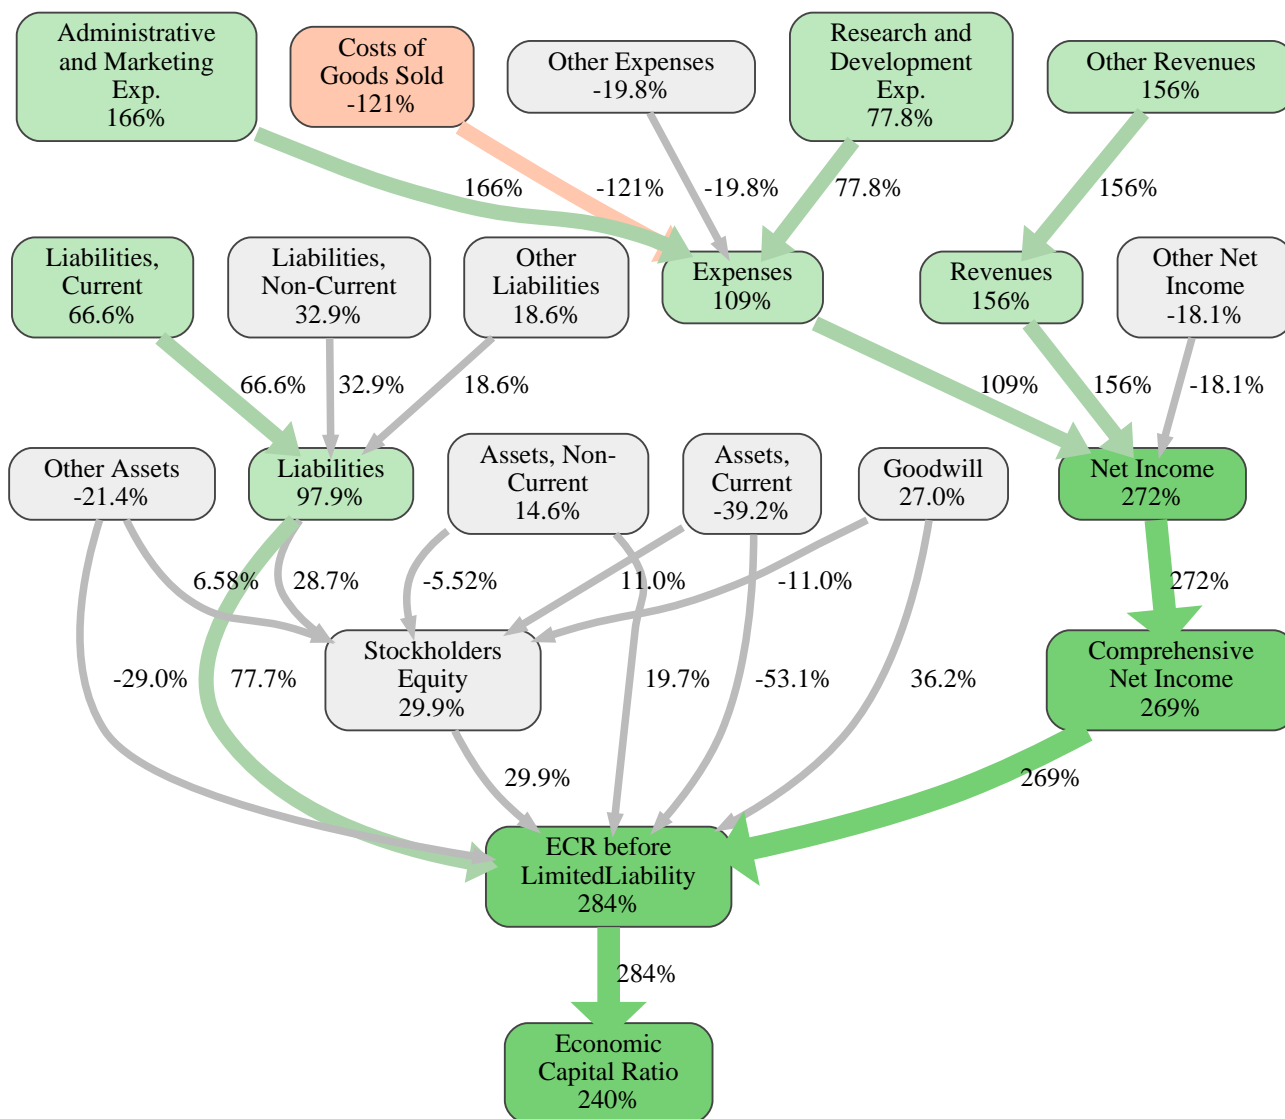 Administrative
and Marketing
Exp.
166%
Costs of
Goods Sold
-121%
Other Expenses
-19.8%
Research and
Development
Exp.
77.8%
Other Revenues
156%
166%
-121%
-19.8%
77.8%
156%
Liabilities,
Current
66.6%
Liabilities,
Non-Current
32.9%
Other
Liabilities
18.6%
Expenses
109%
Revenues
156%
Other Net
Income
-18.1%
66.6%
32.9%
18.6%
109%
156%
-18.1%
Other Assets
-21.4%
Liabilities
97.9%
Assets, Non-
Current
14.6%
Assets,
Current
-39.2%
Goodwill
27.0%
Net Income
272%
6.58%
28.7%
-5.52%
11.0%
-11.0%
272%
Stockholders
Equity
29.9%
Comprehensive
Net Income
269%
-29.0%
77.7%
19.7%
-53.1%
36.2%
29.9%
269%
ECR before
LimitedLiability
284%
284%
Economic
Capital Ratio
240%